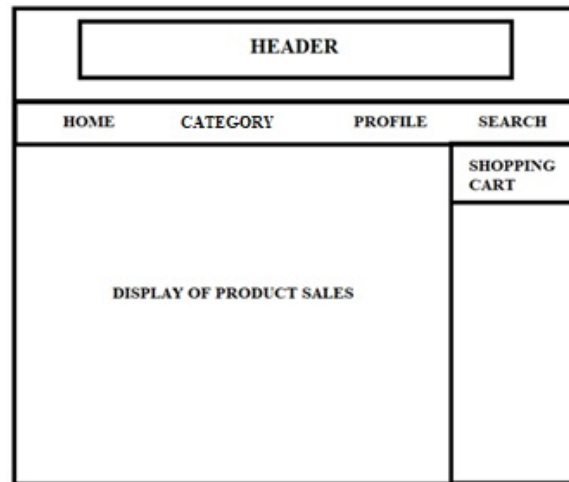 HEADER
HOME CATEGORY PROFILE SEARCH
SHOPPING
CART
DISPLAY OF PRODUCT SALES